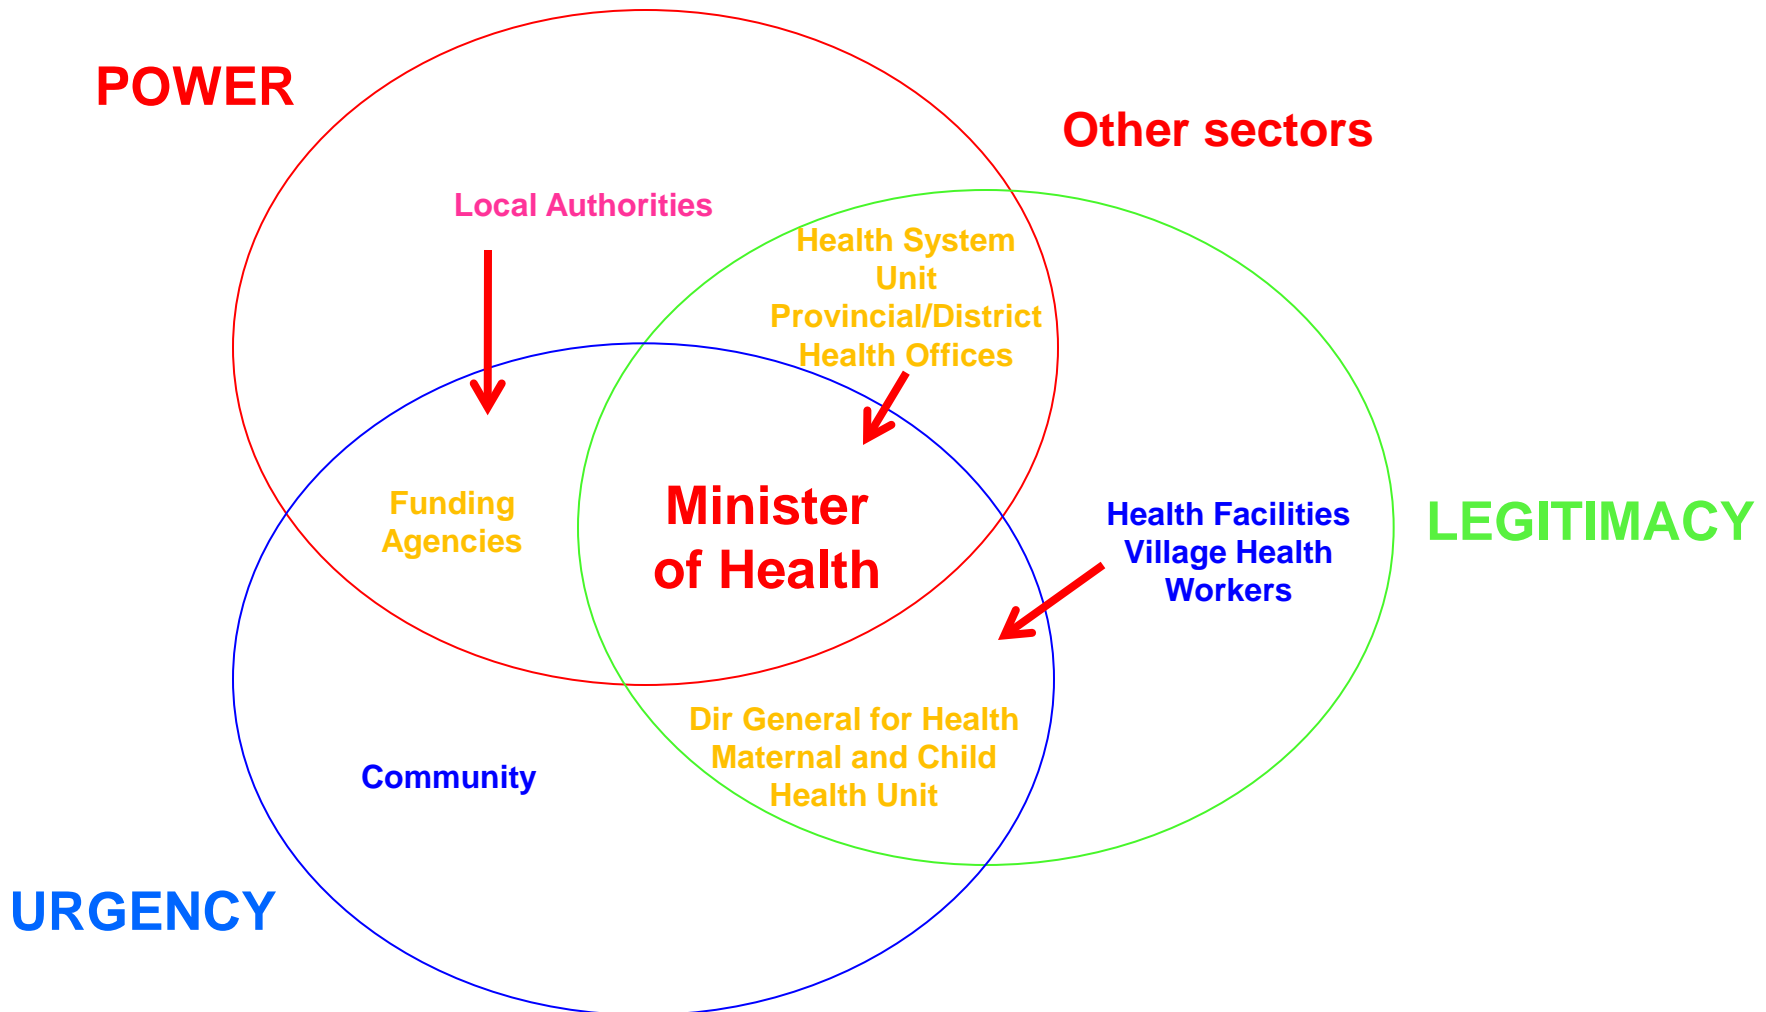 POWER
Other sectors
Local Authorities
Health System
Unit
Provincial/District
Health Offices
Funding
Agencies
Minister
of Health
Health Facilities
Village Health
Workers
LEGITIMACY
Dir General for Health
Maternal and Child
Health Unit
Community
URGENCY